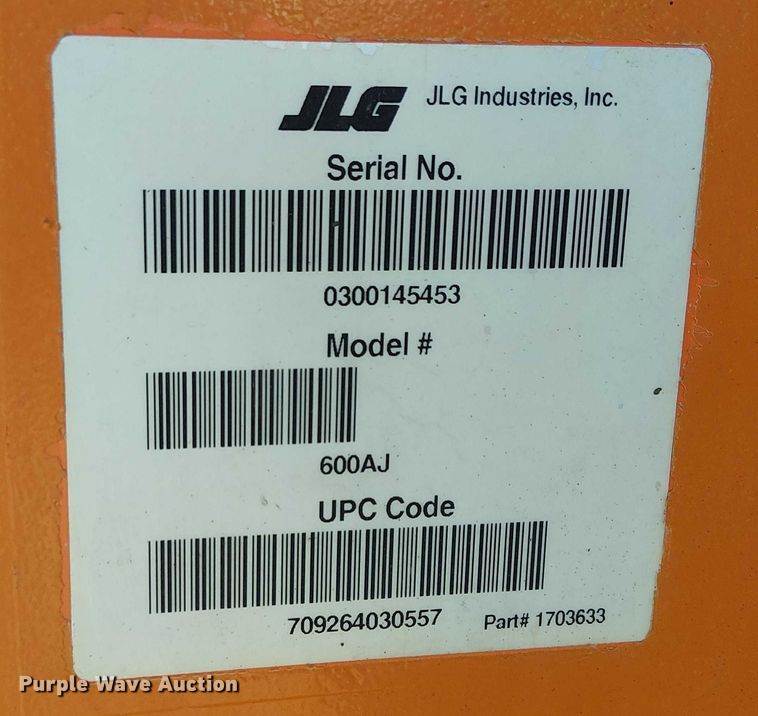 JLG JLG Industries, Inc.
Serial No.
0300145453
Model #
600AJ
UPC Code
709264030557 Part# 1703633
Purple Wave Auction